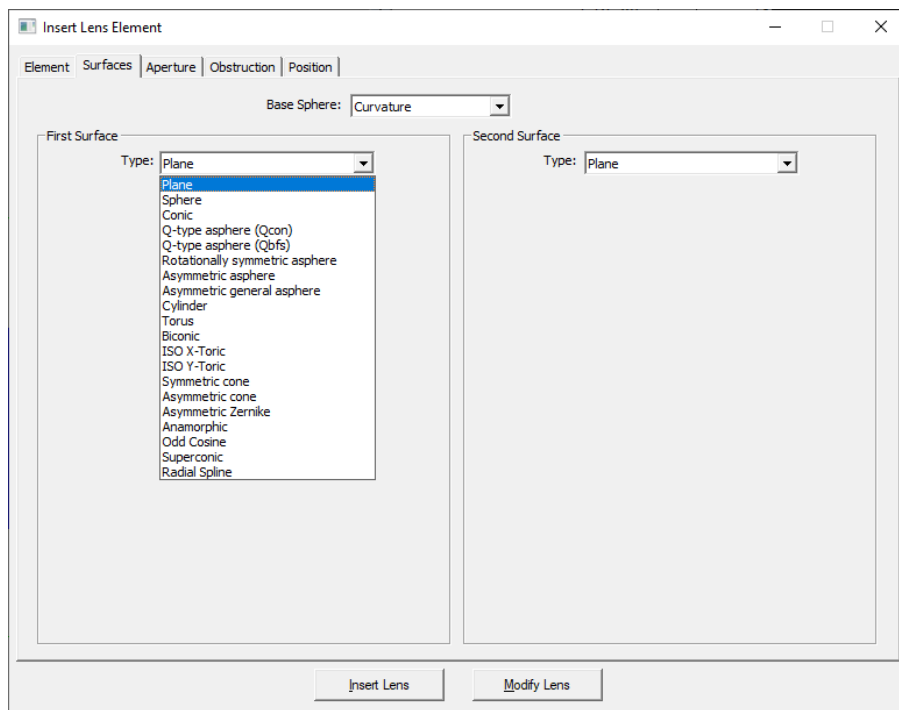 Insert Lens Element
Element Surfaces Aperture Obstruction Position
Base Sphere: Curvature
First Surface
Type: Plane
Plane
Sphere
Conic
Q-type asphere (Qcon)
Q-type asphere (Qbfs)
Rotationally symmetric asphere
Asymmetric asphere
Asymmetric general asphere
Cylinder
Torus
Biconic
ISO X-Toric
ISO Y-Toric
Symmetric cone
Asymmetric cone
Asymmetric Zernike
Anamorphic
Odd Cosine
Superconic
Radial Spline
Second Surface
Type: Plane
Insert Lens
Modify Lens